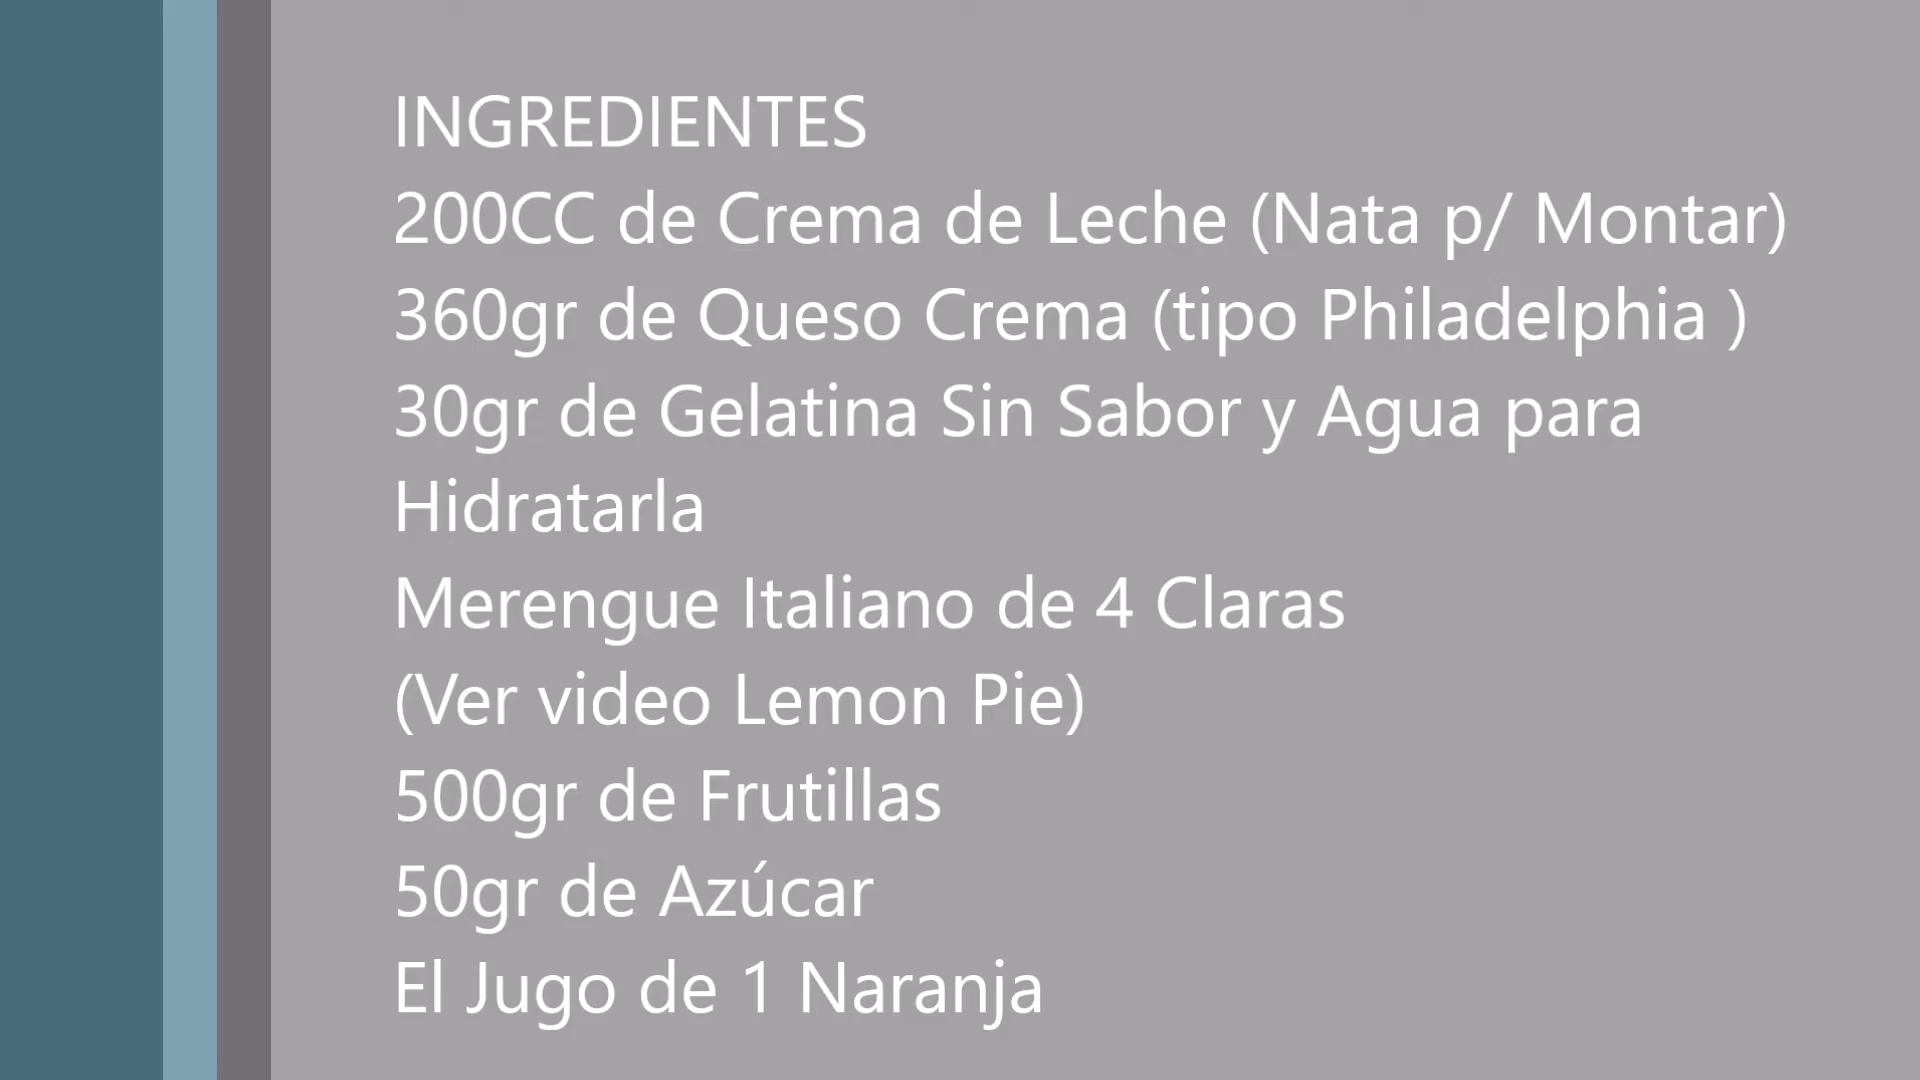 INGREDIENTES
200CC de Crema de Leche (Nata p/ Montar)
360gr de Queso Crema (tipo Philadelphia )
30gr de Gelatina Sin Sabor y Agua para
Hidratarla
Merengue Italiano de 4 Claras
(Ver video Lemon Pie)
500gr de Frutillas
50gr de Azúcar
El Jugo de 1 Naranja